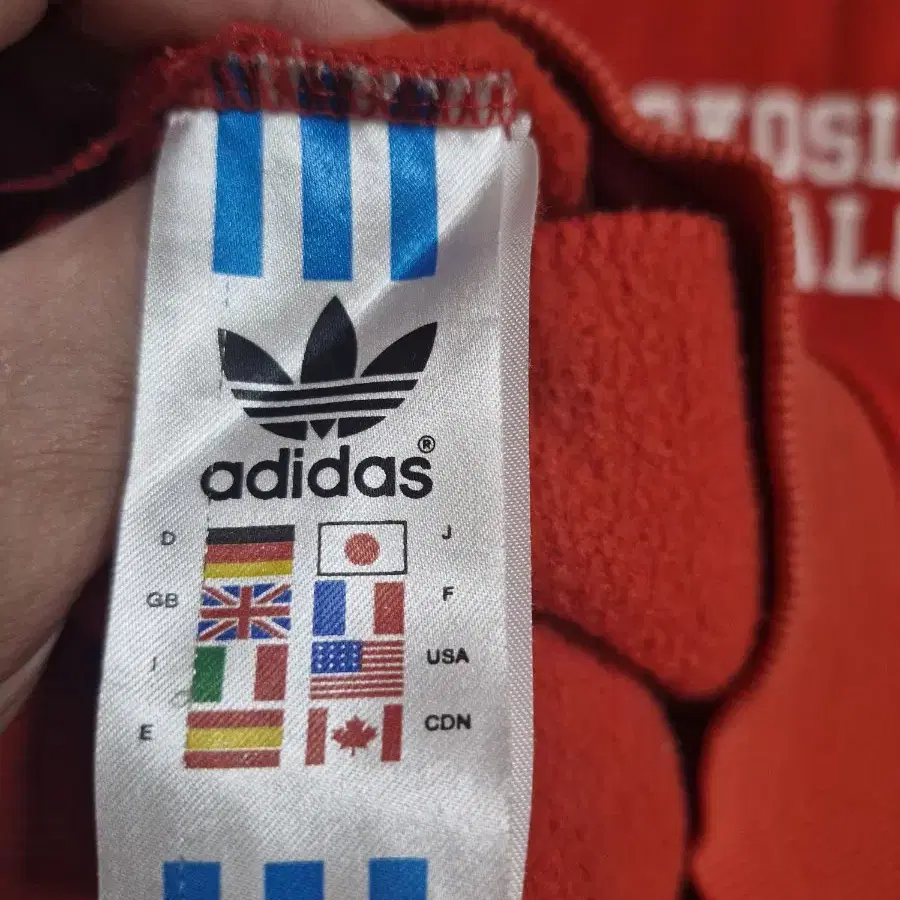 adidas®
D J
GB F
I USA
E CDN